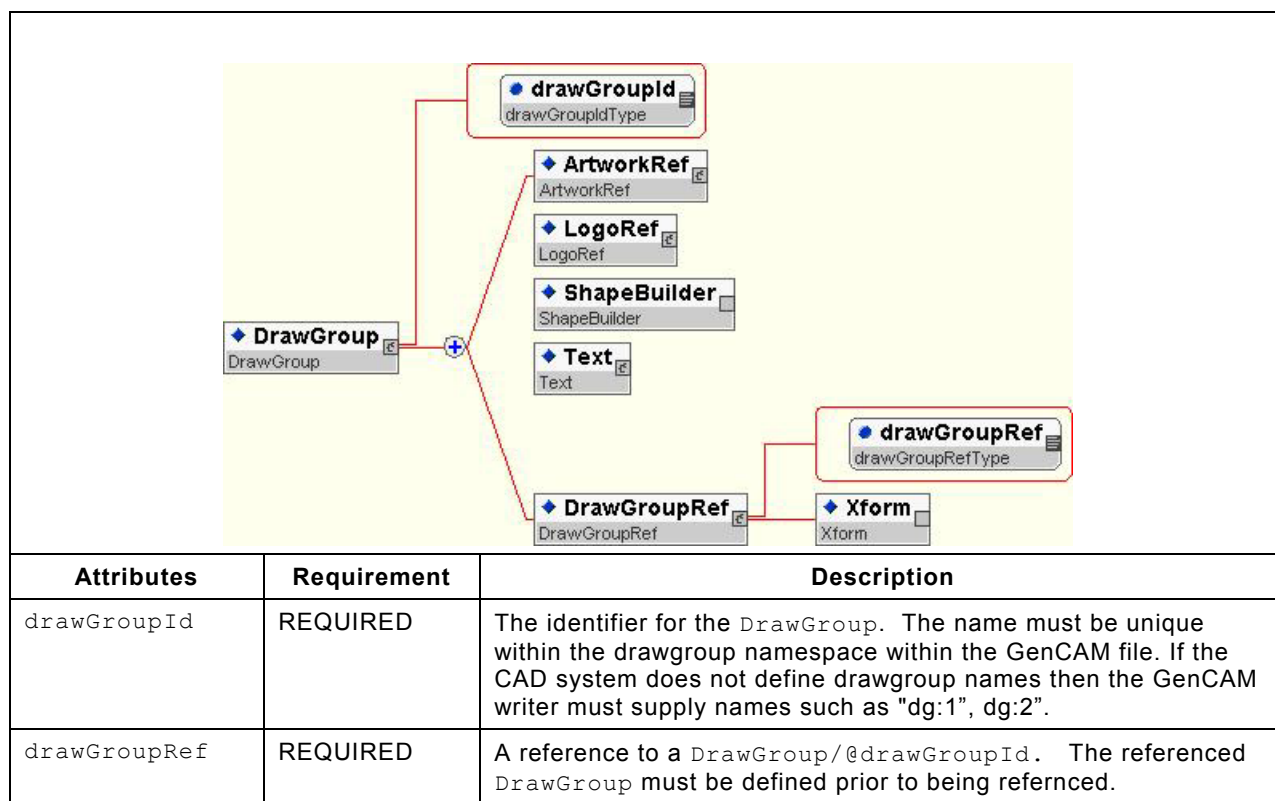 drawGroupId
drawGroupIdType
ArtworkRef
ArtworkRef
LogoRef
LogoRef
ShapeBuilder
ShapeBuilder
DrawGroup
DrawGroup
Text
Text
drawGroupRef
drawGroupRefType
DrawGroupRef
DrawGroupRef
Xform
Xform
Attributes Requirement Description
drawGroupId REQUIRED The identifier for the DrawGroup. The name must be unique
within the drawgroup namespace within the GenCAM file. If the
CAD system does not define drawgroup names then the GenCAM
writer must supply names such as "dg:1”, dg:2”.
drawGroupRef REQUIRED A reference to a DrawGroup/@drawGroupId. The referenced
DrawGroup must be defined prior to being refernced.